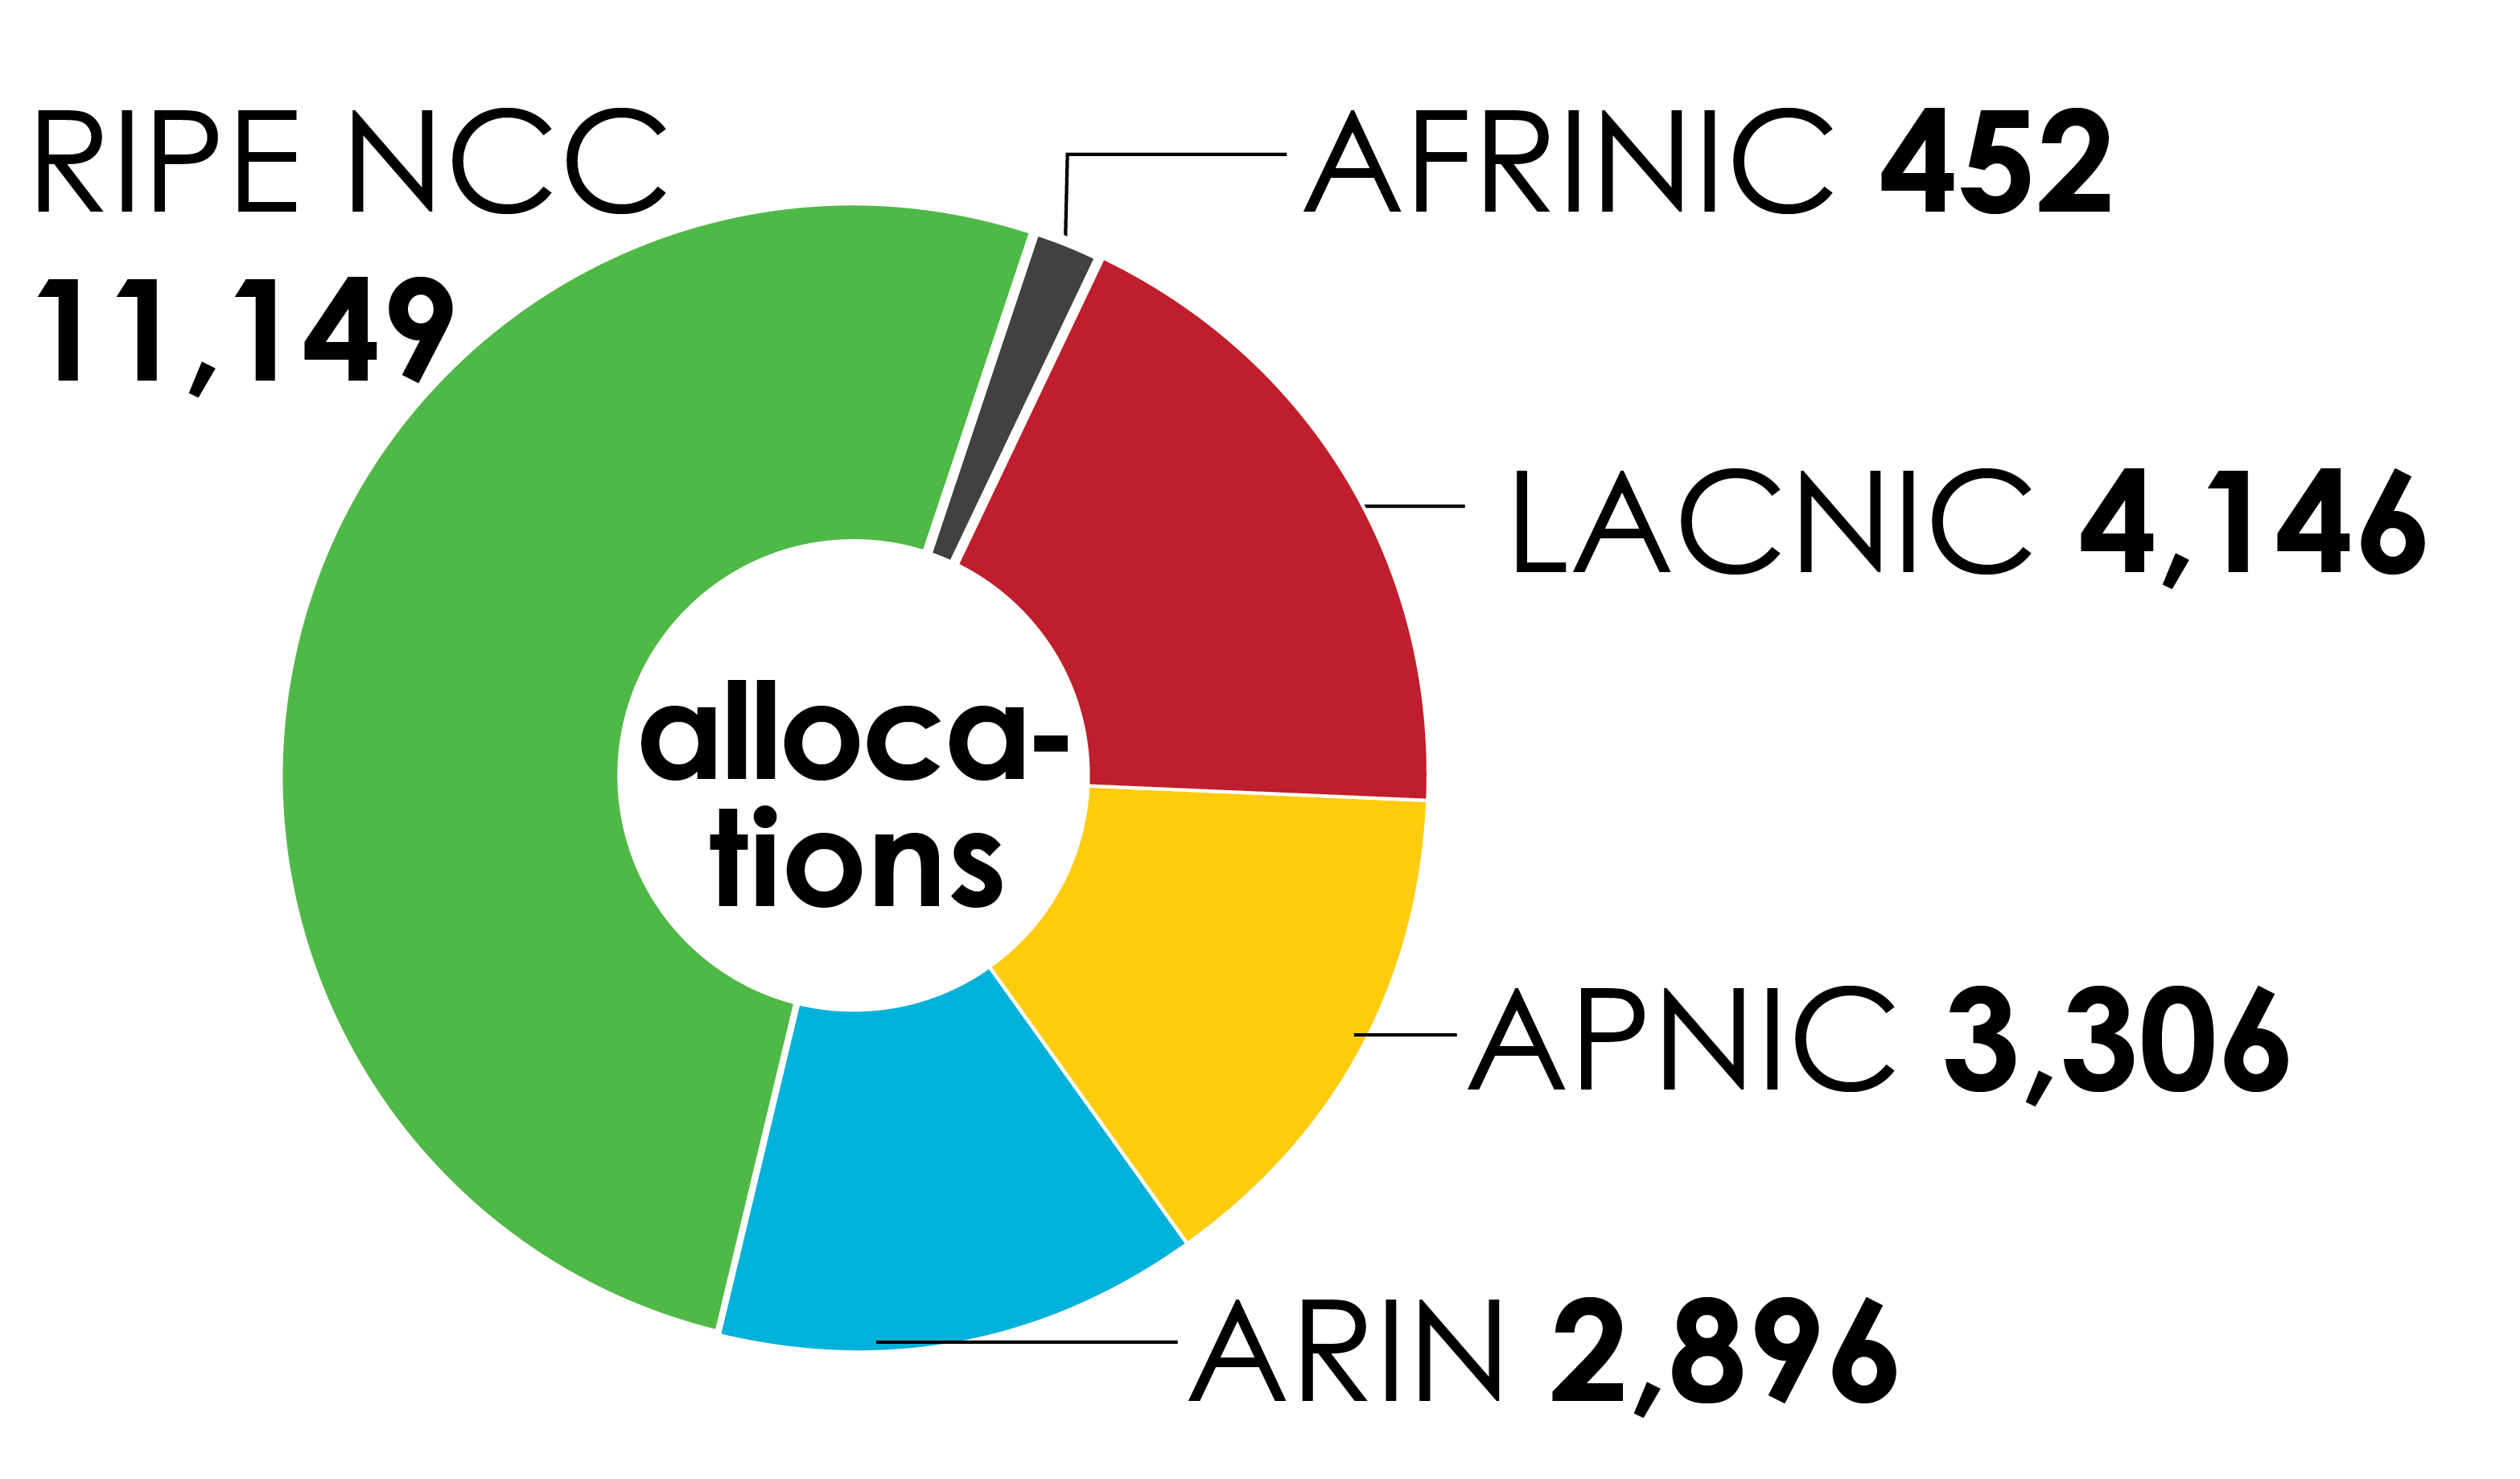 RIPE NCC
11,149
AFRINIC 452
LACNIC 4,146
alloca-
tions
APNIC 3,306
ARIN 2,896